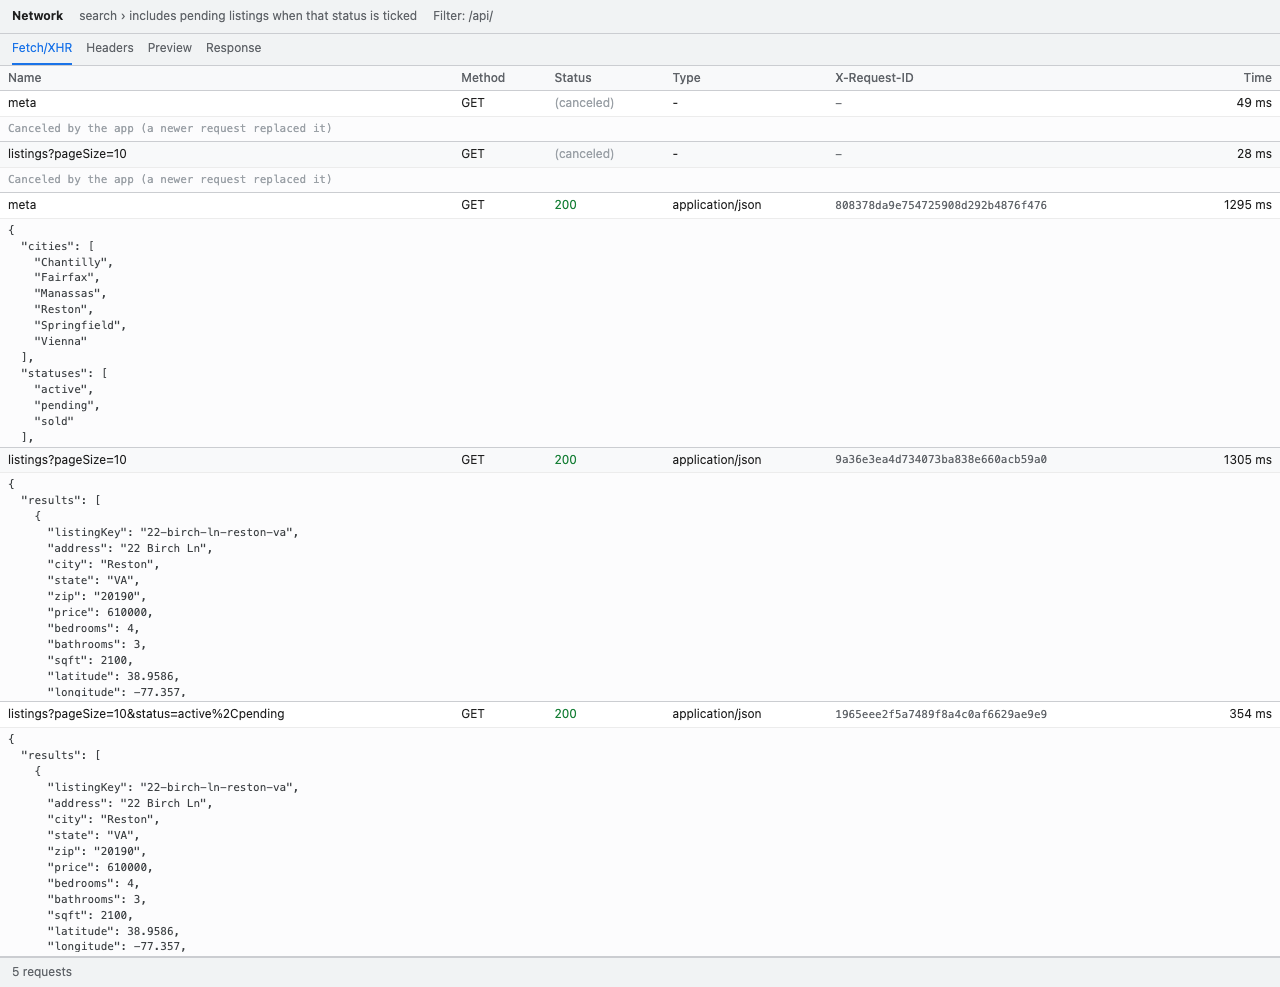 Network search › includes pending listings when that status is ticked Filter: /api/
Fetch/XHR Headers Preview Response
Name Method Status Type X-Request-ID Time
meta GET (canceled) - – 49 ms
Canceled by the app (a newer request replaced it)
listings?pageSize=10 GET (canceled) - – 28 ms
Canceled by the app (a newer request replaced it)
meta GET 200 application/json 808378da9e754725908d292b4876f476 1295 ms
{
"cities": [
"Chantilly",
"Fairfax",
"Manassas",
"Reston",
"Springfield",
"Vienna"
],
"statuses": [
"active",
"pending",
"sold"
],
listings?pageSize=10 GET 200 application/json 9a36e3ea4d734073ba838e660acb59a0 1305 ms
{
"results": [
{
"listingKey": "22-birch-ln-reston-va",
"address": "22 Birch Ln",
"city": "Reston",
"state": "VA",
"zip": "20190",
"price": 610000,
"bedrooms": 4,
"bathrooms": 3,
"sqft": 2100,
"latitude": 38.9586,
"longitude": -77.357,
listings?pageSize=10&status=active%2Cpending GET 200 application/json 1965eee2f5a7489f8a4c0af6629ae9e9 354 ms
{
"results": [
{
"listingKey": "22-birch-ln-reston-va",
"address": "22 Birch Ln",
"city": "Reston",
"state": "VA",
"zip": "20190",
"price": 610000,
"bedrooms": 4,
"bathrooms": 3,
"sqft": 2100,
"latitude": 38.9586,
"longitude": -77.357,
5 requests